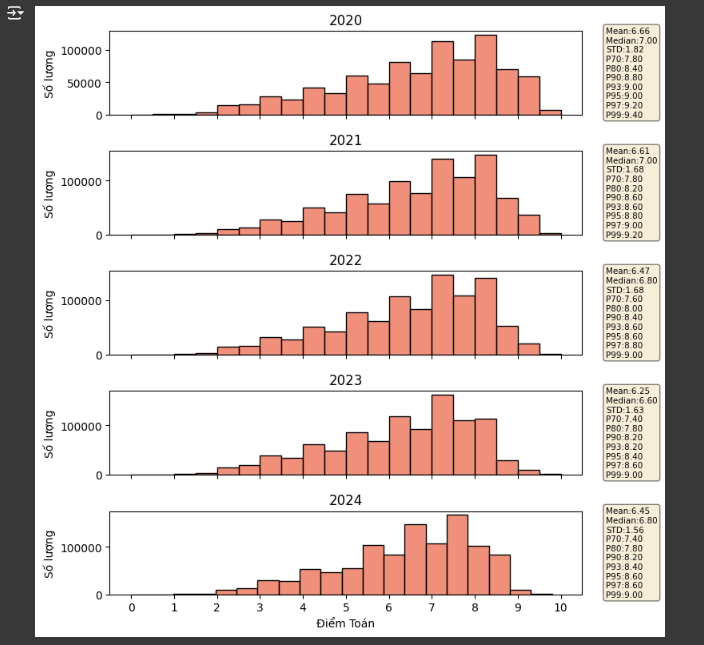 2020
100000
50000
0
Số lượng
Mean:6.66
Median:7.00
STD:1.82
P70:7.80
P80:8.40
P90:8.80
P93:9.00
P95:9.00
P97:9.20
P99:9.40
2021
100000
0
Số lượng
Mean:6.61
Median:7.00
STD:1.68
P70:7.80
P80:8.20
P90:8.60
P93:8.60
P95:8.80
P97:9.00
P99:9.20
2022
100000
0
Số lượng
Mean:6.47
Median:6.80
STD:1.68
P70:7.60
P80:8.00
P90:8.40
P93:8.60
P95:8.60
P97:8.80
P99:9.00
2023
100000
0
Số lượng
Mean:6.25
Median:6.60
STD:1.63
P70:7.40
P80:7.80
P90:8.20
P93:8.20
P95:8.40
P97:8.60
P99:9.00
2024
100000
0
Số lượng
Mean:6.45
Median:6.80
STD:1.56
P70:7.40
P80:7.80
P90:8.20
P93:8.40
P95:8.60
P97:8.60
P99:9.00
0 1 2 3 4 5 6 7 8 9 10
Điểm Toán